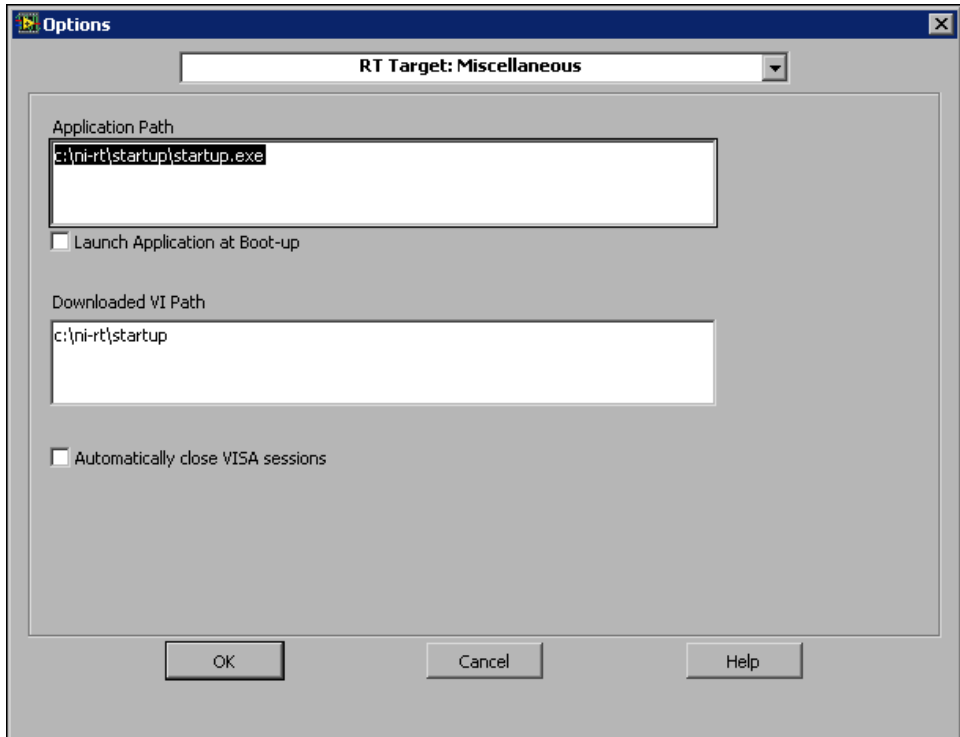 Options
RT Target: Miscellaneous
Application Path
c:\ni-rt\startup\startup.exe
Launch Application at Boot-up
Downloaded VI Path
c:\ni-rt\startup
Automatically close VISA sessions
OK
Cancel
Help